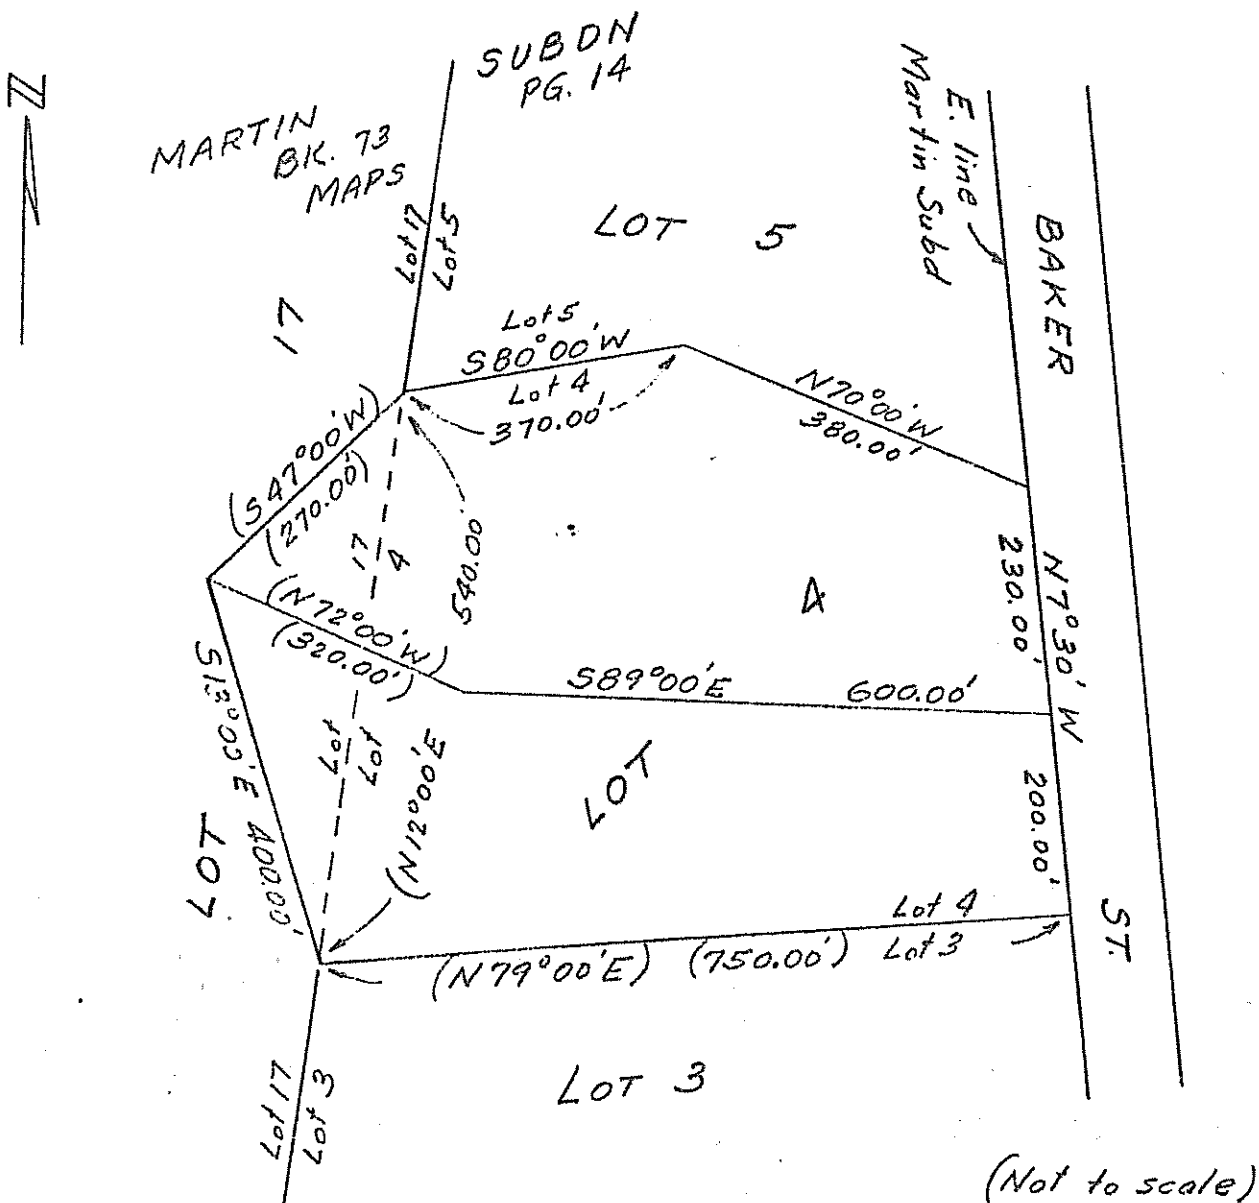 N
SUBDN
PG. 14
MARTIN
BK. 73
MAPS
E. line
Martin Subd
Lot 17
Lot 5
LOT 5
BAKER
17
Lot 5
S80°00'W
Lot 4
370.00'
N70°00'W
380.00'
(S47°00'W)
(270.00')
17
4
540.00
230.00'
N7°30'W
4
(N72°00'W)
(320.00')
S89°00'E 600.00'
Lot
Lot
(N12°00'E
LOT
200.00'
LOT
400.00'
Lot 4
Lot 3
ST.
(N79°00'E) (750.00')
Lot 17
Lot 3
LOT 3
(Not to scale)